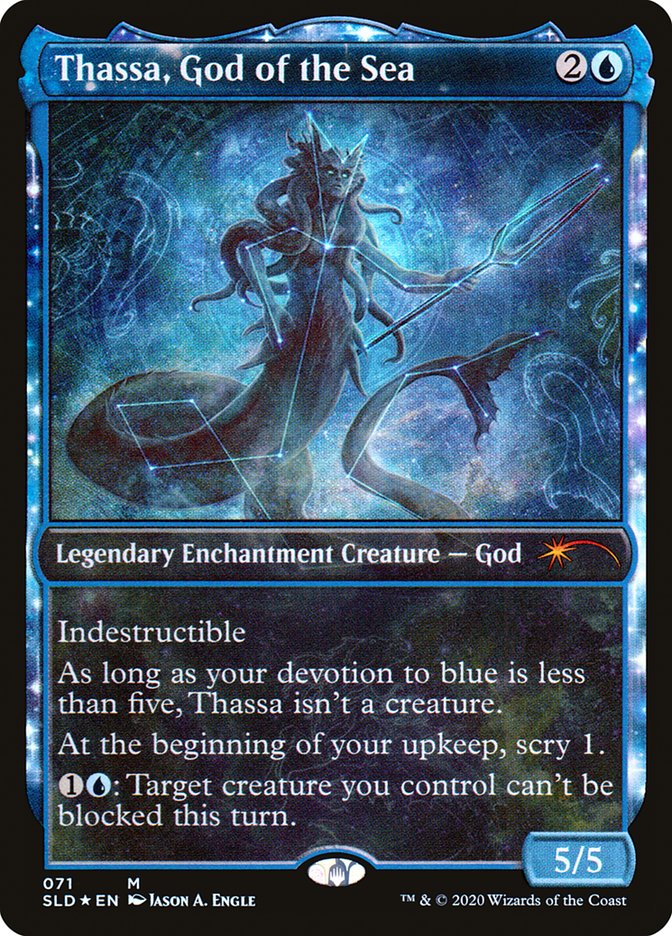 Thassa, God of the Sea 2
Legendary Enchantment Creature — God
Indestructible
As long as your devotion to blue is less
than five, Thassa isn't a creature.
At the beginning of your upkeep, scry 1.
1: Target creature you control can't be
blocked this turn.
5/5
071 M
SLD ★ EN Jason A. Engle
™ & © 2020 Wizards of the Coast